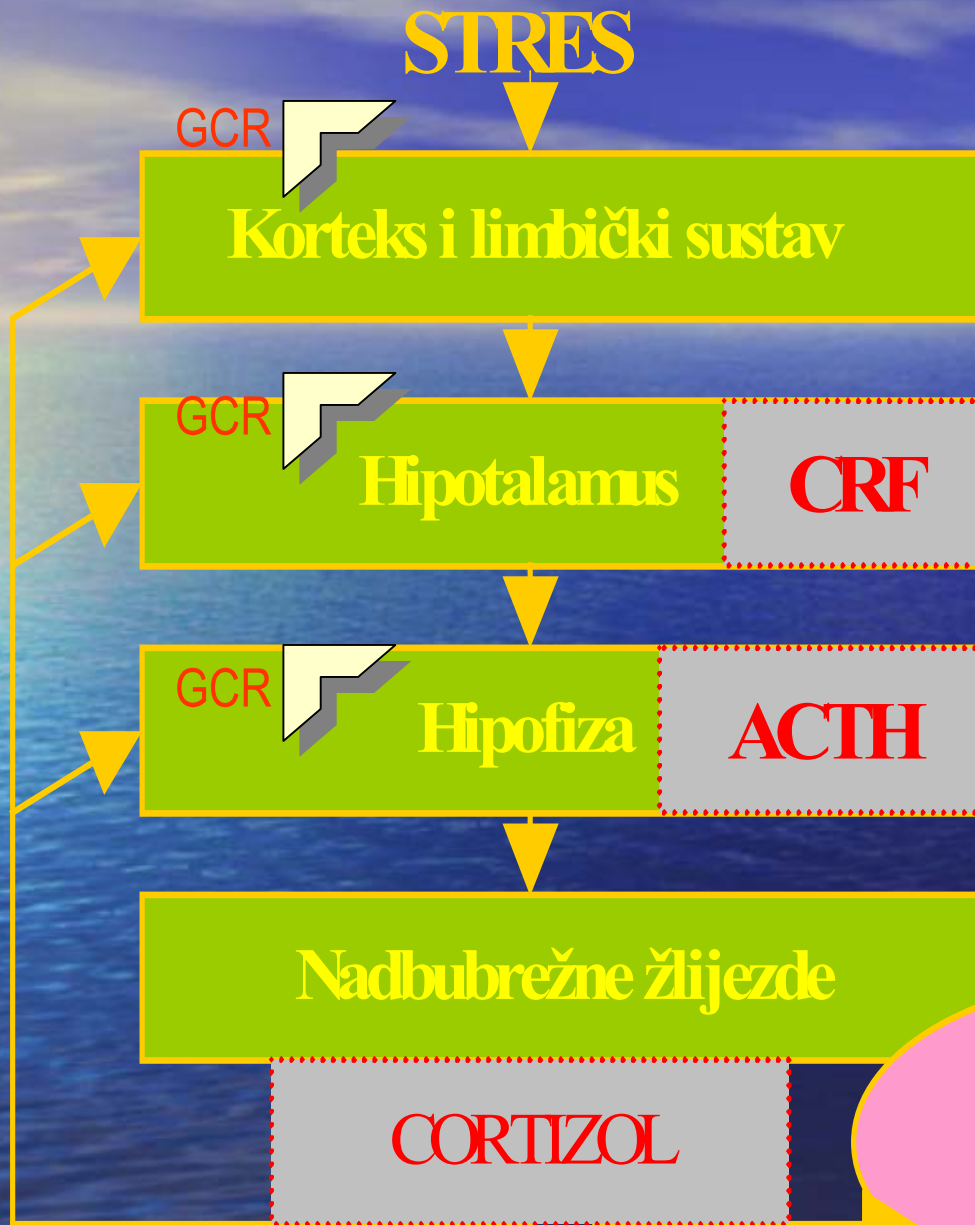 STRES
GCR
Korteks i limbički sustav
GCR
Hipotalamus
CRF
GCR
Hipofiza
ACTH
Nadbubrežne žlijezde
CORTIZOL